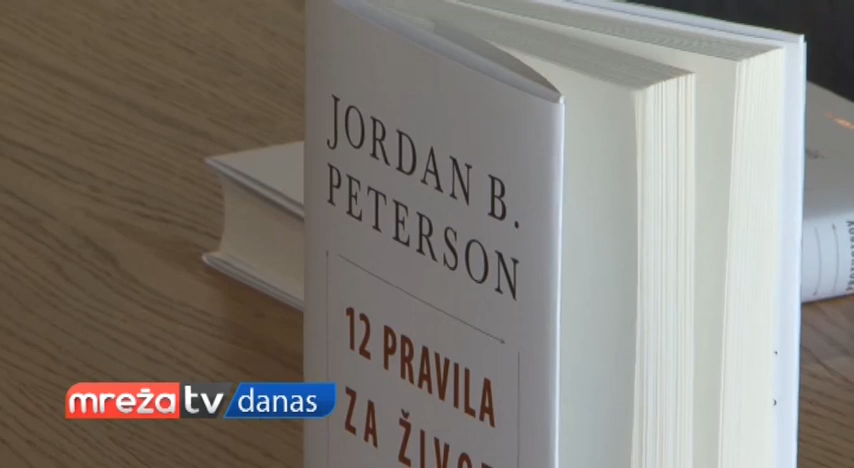 JORDAN B.
PETERSON
12 PRAVILA
ZA
mreža tv danas